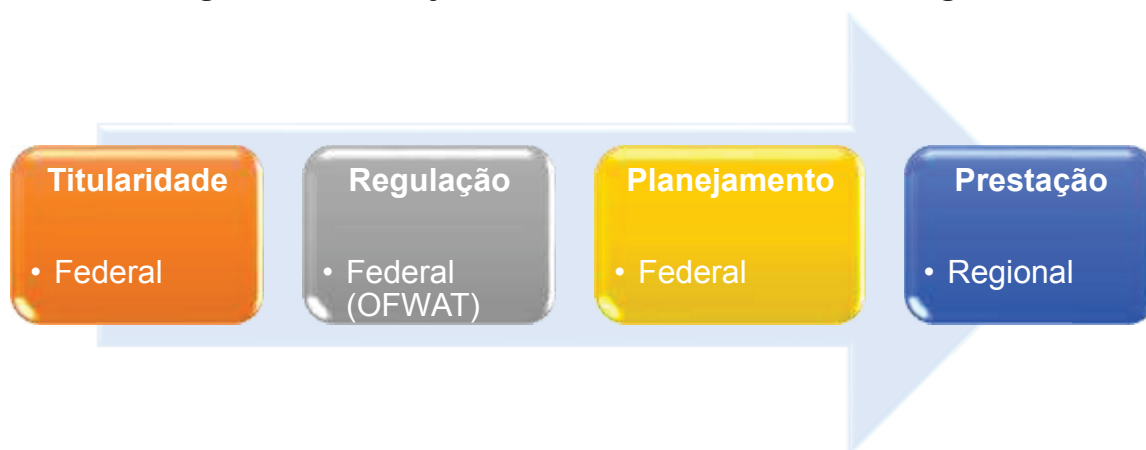 Titularidade
• Federal
Regulação
• Federal
(OFWAT)
Planejamento
• Federal
Prestação
• Regional